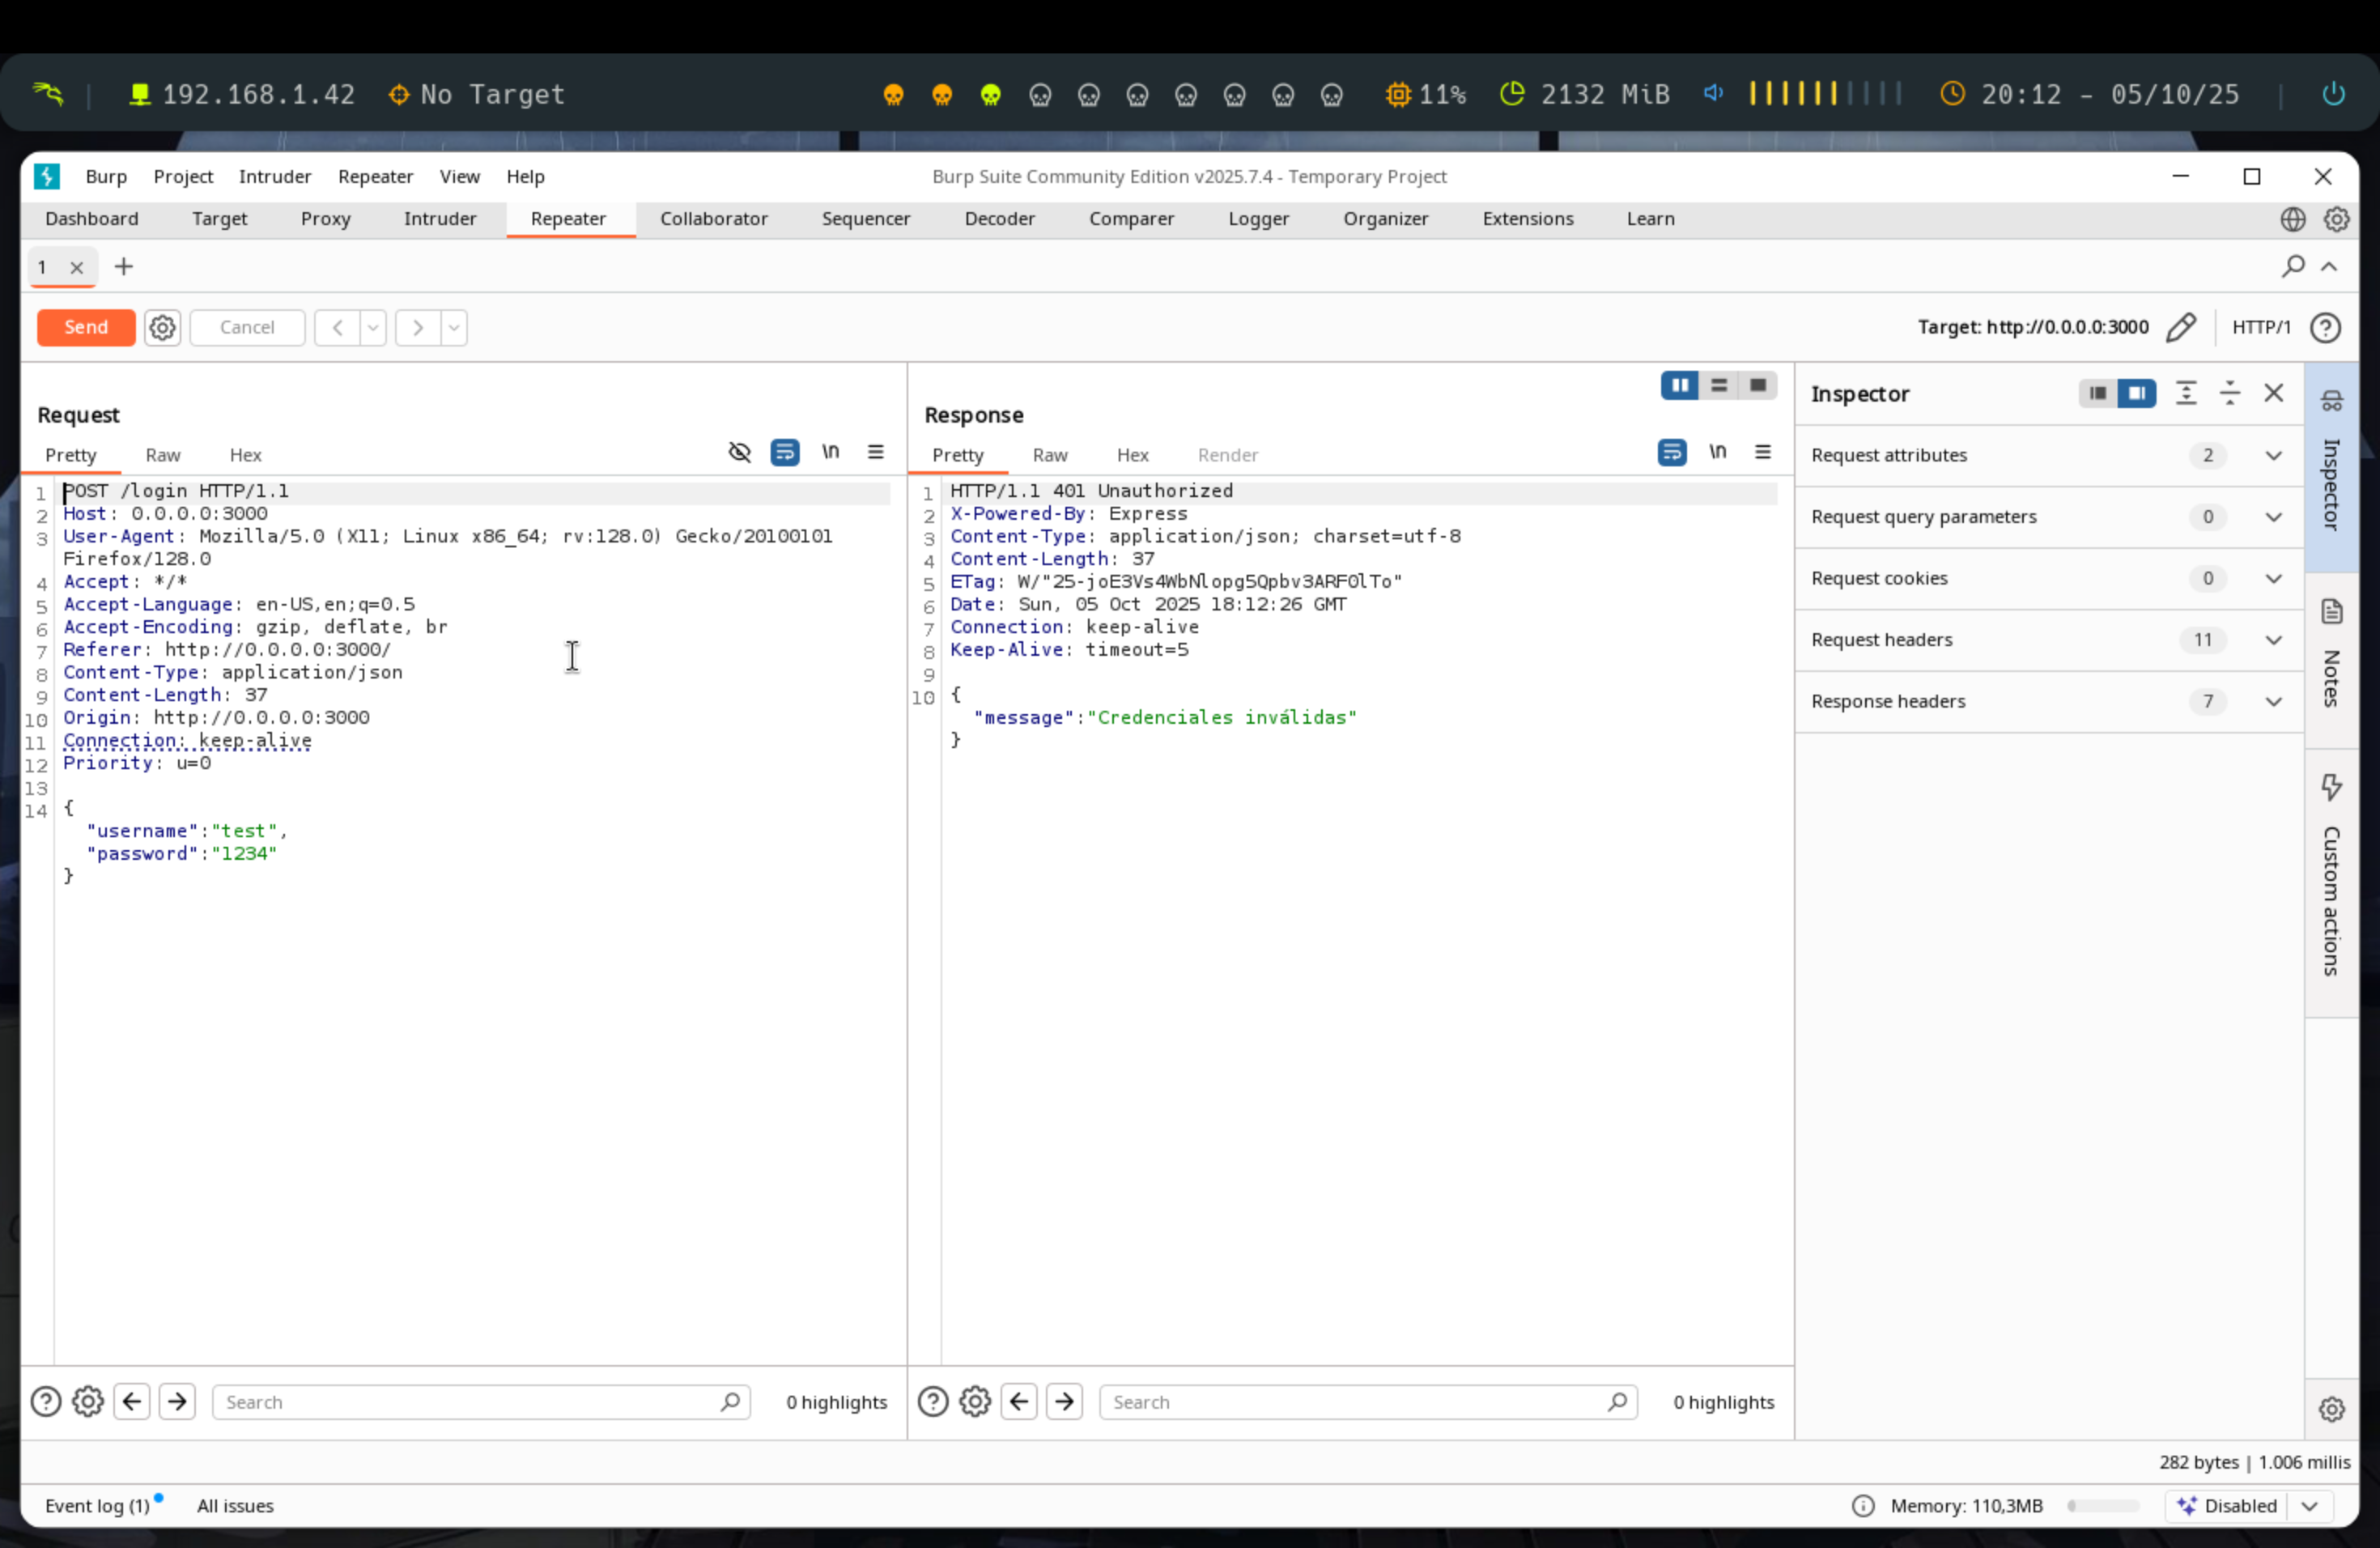 192.168.1.42 No Target 11% 2132 MiB 20:12 - 05/10/25
Burp Project Intruder Repeater View Help Burp Suite Community Edition v2025.7.4 - Temporary Project
Dashboard Target Proxy Intruder Repeater Collaborator Sequencer Decoder Comparer Logger Organizer Extensions Learn
1
Send Cancel Target: http://0.0.0.0:3000 HTTP/1
Request
Pretty Raw Hex \n
1 POST /login HTTP/1.1
2 Host: 0.0.0.0:3000
3 User-Agent: Mozilla/5.0 (X11; Linux x86_64; rv:128.0) Gecko/20100101
Firefox/128.0
4 Accept: */*
5 Accept-Language: en-US,en;q=0.5
6 Accept-Encoding: gzip, deflate, br
7 Referer: http://0.0.0.0:3000/
8 Content-Type: application/json
9 Content-Length: 37
10 Origin: http://0.0.0.0:3000
11 Connection: keep-alive
12 Priority: u=0
13
14 {
"username":"test",
"password":"1234"
}
Search 0 highlights
Response
Pretty Raw Hex Render \n
1 HTTP/1.1 401 Unauthorized
2 X-Powered-By: Express
3 Content-Type: application/json; charset=utf-8
4 Content-Length: 37
5 ETag: W/"25-joE3Vs4WbNlopg5Qpbv3ARF0lTo"
6 Date: Sun, 05 Oct 2025 18:12:26 GMT
7 Connection: keep-alive
8 Keep-Alive: timeout=5
9
10 {
"message":"Credenciales inválidas"
}
Search 0 highlights
Inspector
Request attributes 2
Request query parameters 0
Request cookies 0
Request headers 11
Response headers 7
Inspector
Notes
Custom actions
282 bytes | 1.006 millis
Event log (1) All issues Memory: 110,3MB Disabled